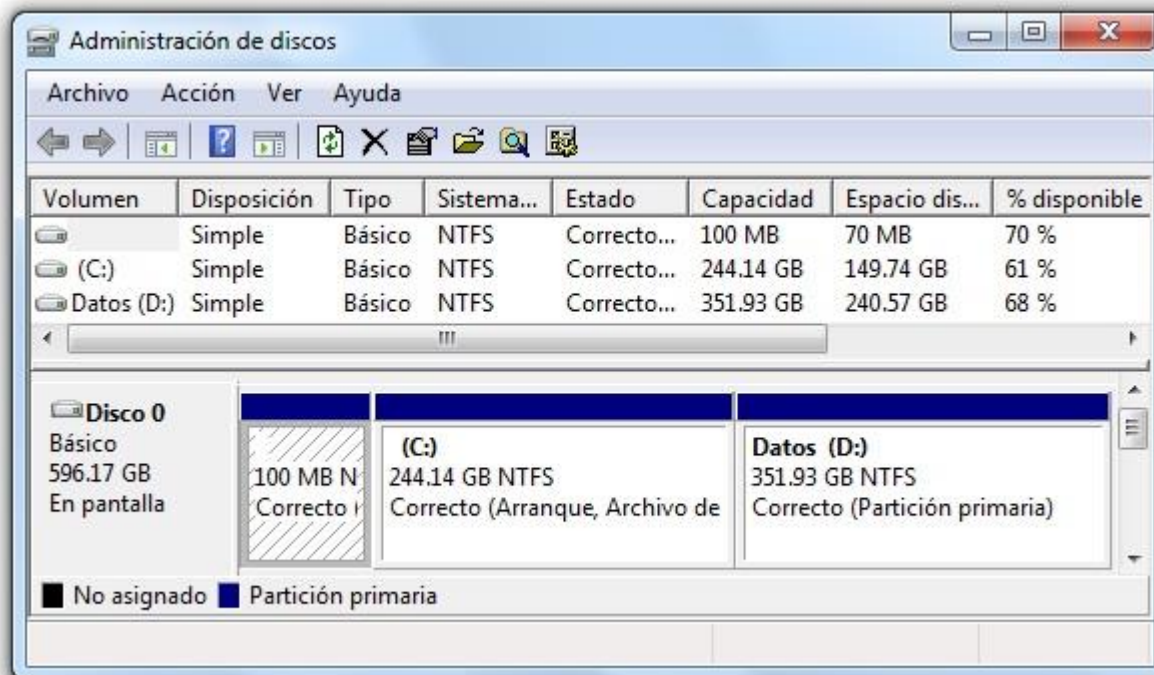 Administración de discos
Archivo Acción Ver Ayuda
Volumen Disposición Tipo Sistema... Estado Capacidad Espacio dis... % disponible
Simple Básico NTFS Correcto... 100 MB 70 MB 70 %
(C:) Simple Básico NTFS Correcto... 244.14 GB 149.74 GB 61 %
Datos (D:) Simple Básico NTFS Correcto... 351.93 GB 240.57 GB 68 %
Disco 0
Básico
596.17 GB
En pantalla
100 MB N
Correcto (
(C:)
244.14 GB NTFS
Correcto (Arranque, Archivo de
Datos (D:)
351.93 GB NTFS
Correcto (Partición primaria)
No asignado Partición primaria